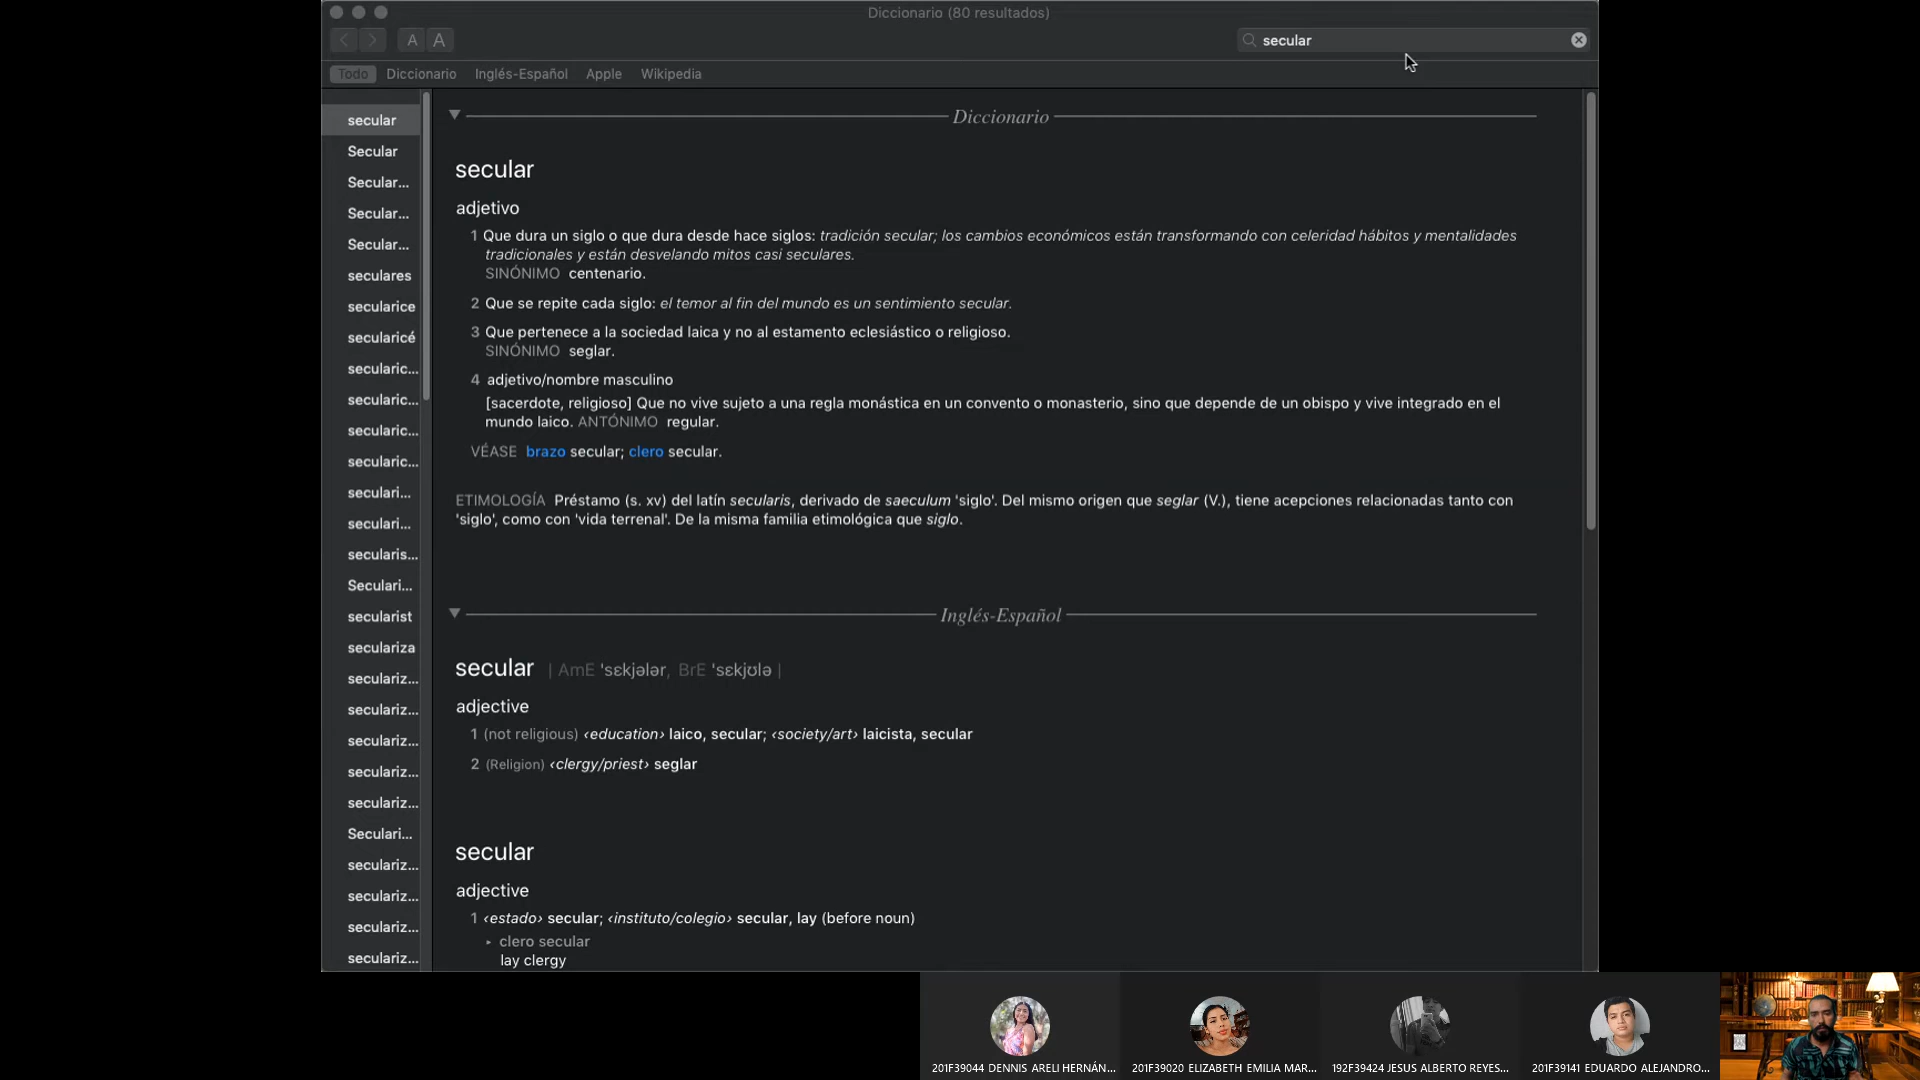 Diccionario (80 resultados)
A A
secular
Todo Diccionario Inglés-Español Apple Wikipedia
secular
Secular
Secular...
Secular...
Secular...
seculares
secularice
secularicé
secularic...
secularic...
secularic...
secularic...
seculari...
seculari...
secularis...
Seculari...
secularist
seculariza
seculariz...
seculariz...
seculariz...
seculariz...
seculariz...
Seculari...
seculariz...
seculariz...
seculariz...
seculariz...
Diccionario
secular
adjetivo
1 Que dura un siglo o que dura desde hace siglos: tradición secular; los cambios económicos están transformando con celeridad hábitos y mentalidades
tradicionales y están desvelando mitos casi seculares.
SINÓNIMO centenario.
2 Que se repite cada siglo: el temor al fin del mundo es un sentimiento secular.
3 Que pertenece a la sociedad laica y no al estamento eclesiástico o religioso.
SINÓNIMO seglar.
4 adjetivo/nombre masculino
[sacerdote, religioso] Que no vive sujeto a una regla monástica en un convento o monasterio, sino que depende de un obispo y vive integrado en el
mundo laico. ANTÓNIMO regular.
VÉASE brazo secular; clero secular.
ETIMOLOGÍA Préstamo (s. XV) del latín secularis, derivado de saeculum 'siglo'. Del mismo origen que seglar (V.), tiene acepciones relacionadas tanto con
'siglo', como con 'vida terrenal'. De la misma familia etimológica que siglo.
Inglés-Español
secular | AmE ˈsɛkjələr, BrE ˈsɛkjʊlə |
adjective
1 (not religious) ‹education› laico, secular; ‹society/art› laicista, secular
2 (Religion) ‹clergy/priest› seglar
secular
adjective
1 ‹estado› secular; ‹instituto/colegio› secular, lay (before noun)
▸ clero secular
lay clergy
201F39044 DENNIS ARELI HERNÁN...
201F39020 ELIZABETH EMILIA MAR...
192F39424 JESUS ALBERTO REYES...
201F39141 EDUARDO ALEJANDRO...